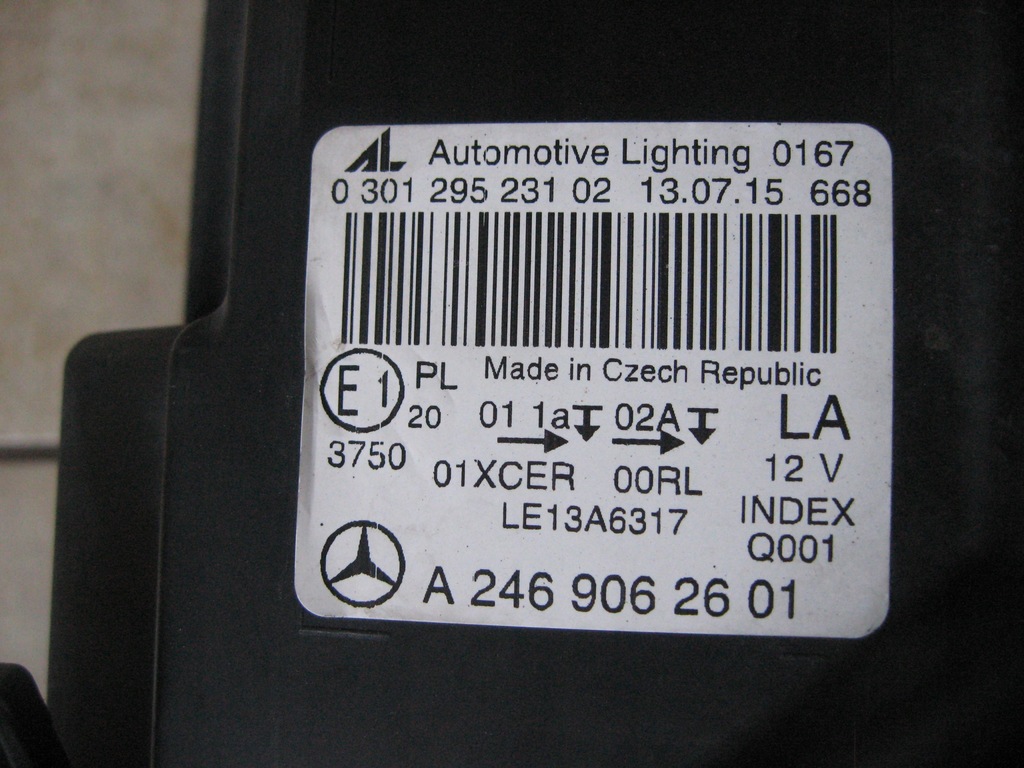 AL Automotive Lighting 0167
0 301 295 231 02 13.07.15 668
E1 PL Made in Czech Republic
20 01 1a 02A LA
3750 01XCER 00RL 12 V
LE13A6317 INDEX
Q001
A 246 906 26 01